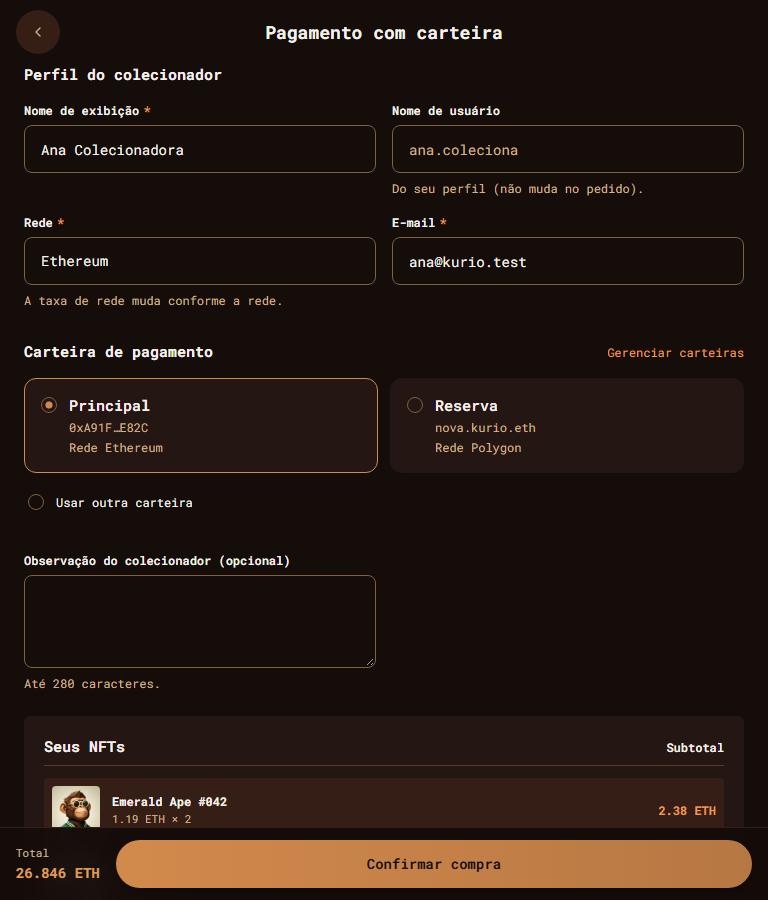 Pagamento com carteira
Perfil do colecionador
Nome de exibição *
Nome de usuário
Ana Colecionadora
ana.coleciona
Do seu perfil (não muda no pedido).
Rede *
E-mail *
Ethereum
ana@kurio.test
A taxa de rede muda conforme a rede.
Carteira de pagamento
Gerenciar carteiras
Principal
0xA91F…E82C
Rede Ethereum
Reserva
nova.kurio.eth
Rede Polygon
Usar outra carteira
Observação do colecionador (opcional)
Até 280 caracteres.
Seus NFTs
Subtotal
Emerald Ape #042
1.19 ETH × 2
2.38 ETH
Total
26.846 ETH
Confirmar compra